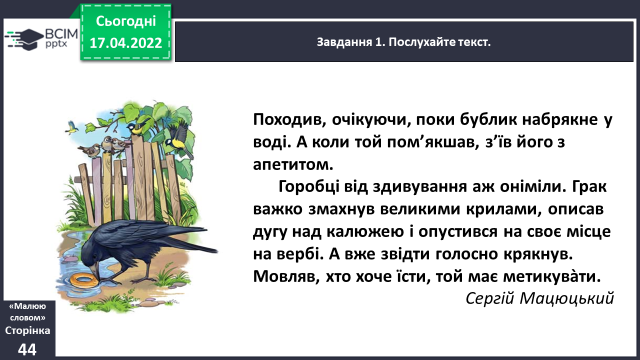 ВСІМ
pptx
Сьогодні
17.04.2022
Завдання 1. Послухайте текст.
Походив, очікуючи, поки бублик набрякне у
воді. А коли той пом’якшав, з’їв його з
апетитом.
Горобці від здивування аж оніміли. Грак
важко змахнув великими крилами, описав
дугу над калюжею і опустився на своє місце
на вербі. А вже звідти голосно крякнув.
Мовляв, хто хоче їсти, той має метикува̀ти.
Сергій Мацюцький
«Малюю
словом»
Сторінка
44